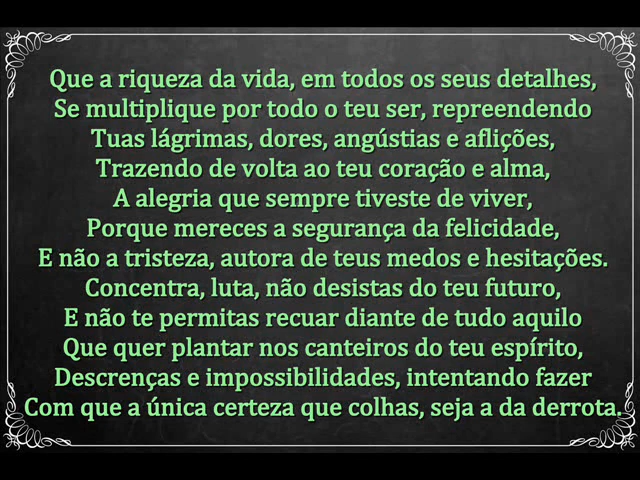 Que a riqueza da vida, em todos os seus detalhes,
Se multiplique por todo o teu ser, repreendendo
Tuas lágrimas, dores, angústias e aflições,
Trazendo de volta ao teu coração e alma,
A alegria que sempre tiveste de viver,
Porque mereces a segurança da felicidade,
E não a tristeza, autora de teus medos e hesitações.
Concentra, luta, não desistas do teu futuro,
E não te permitas recuar diante de tudo aquilo
Que quer plantar nos canteiros do teu espírito,
Descrenças e impossibilidades, intentando fazer
Com que a única certeza que colhas, seja a da derrota.